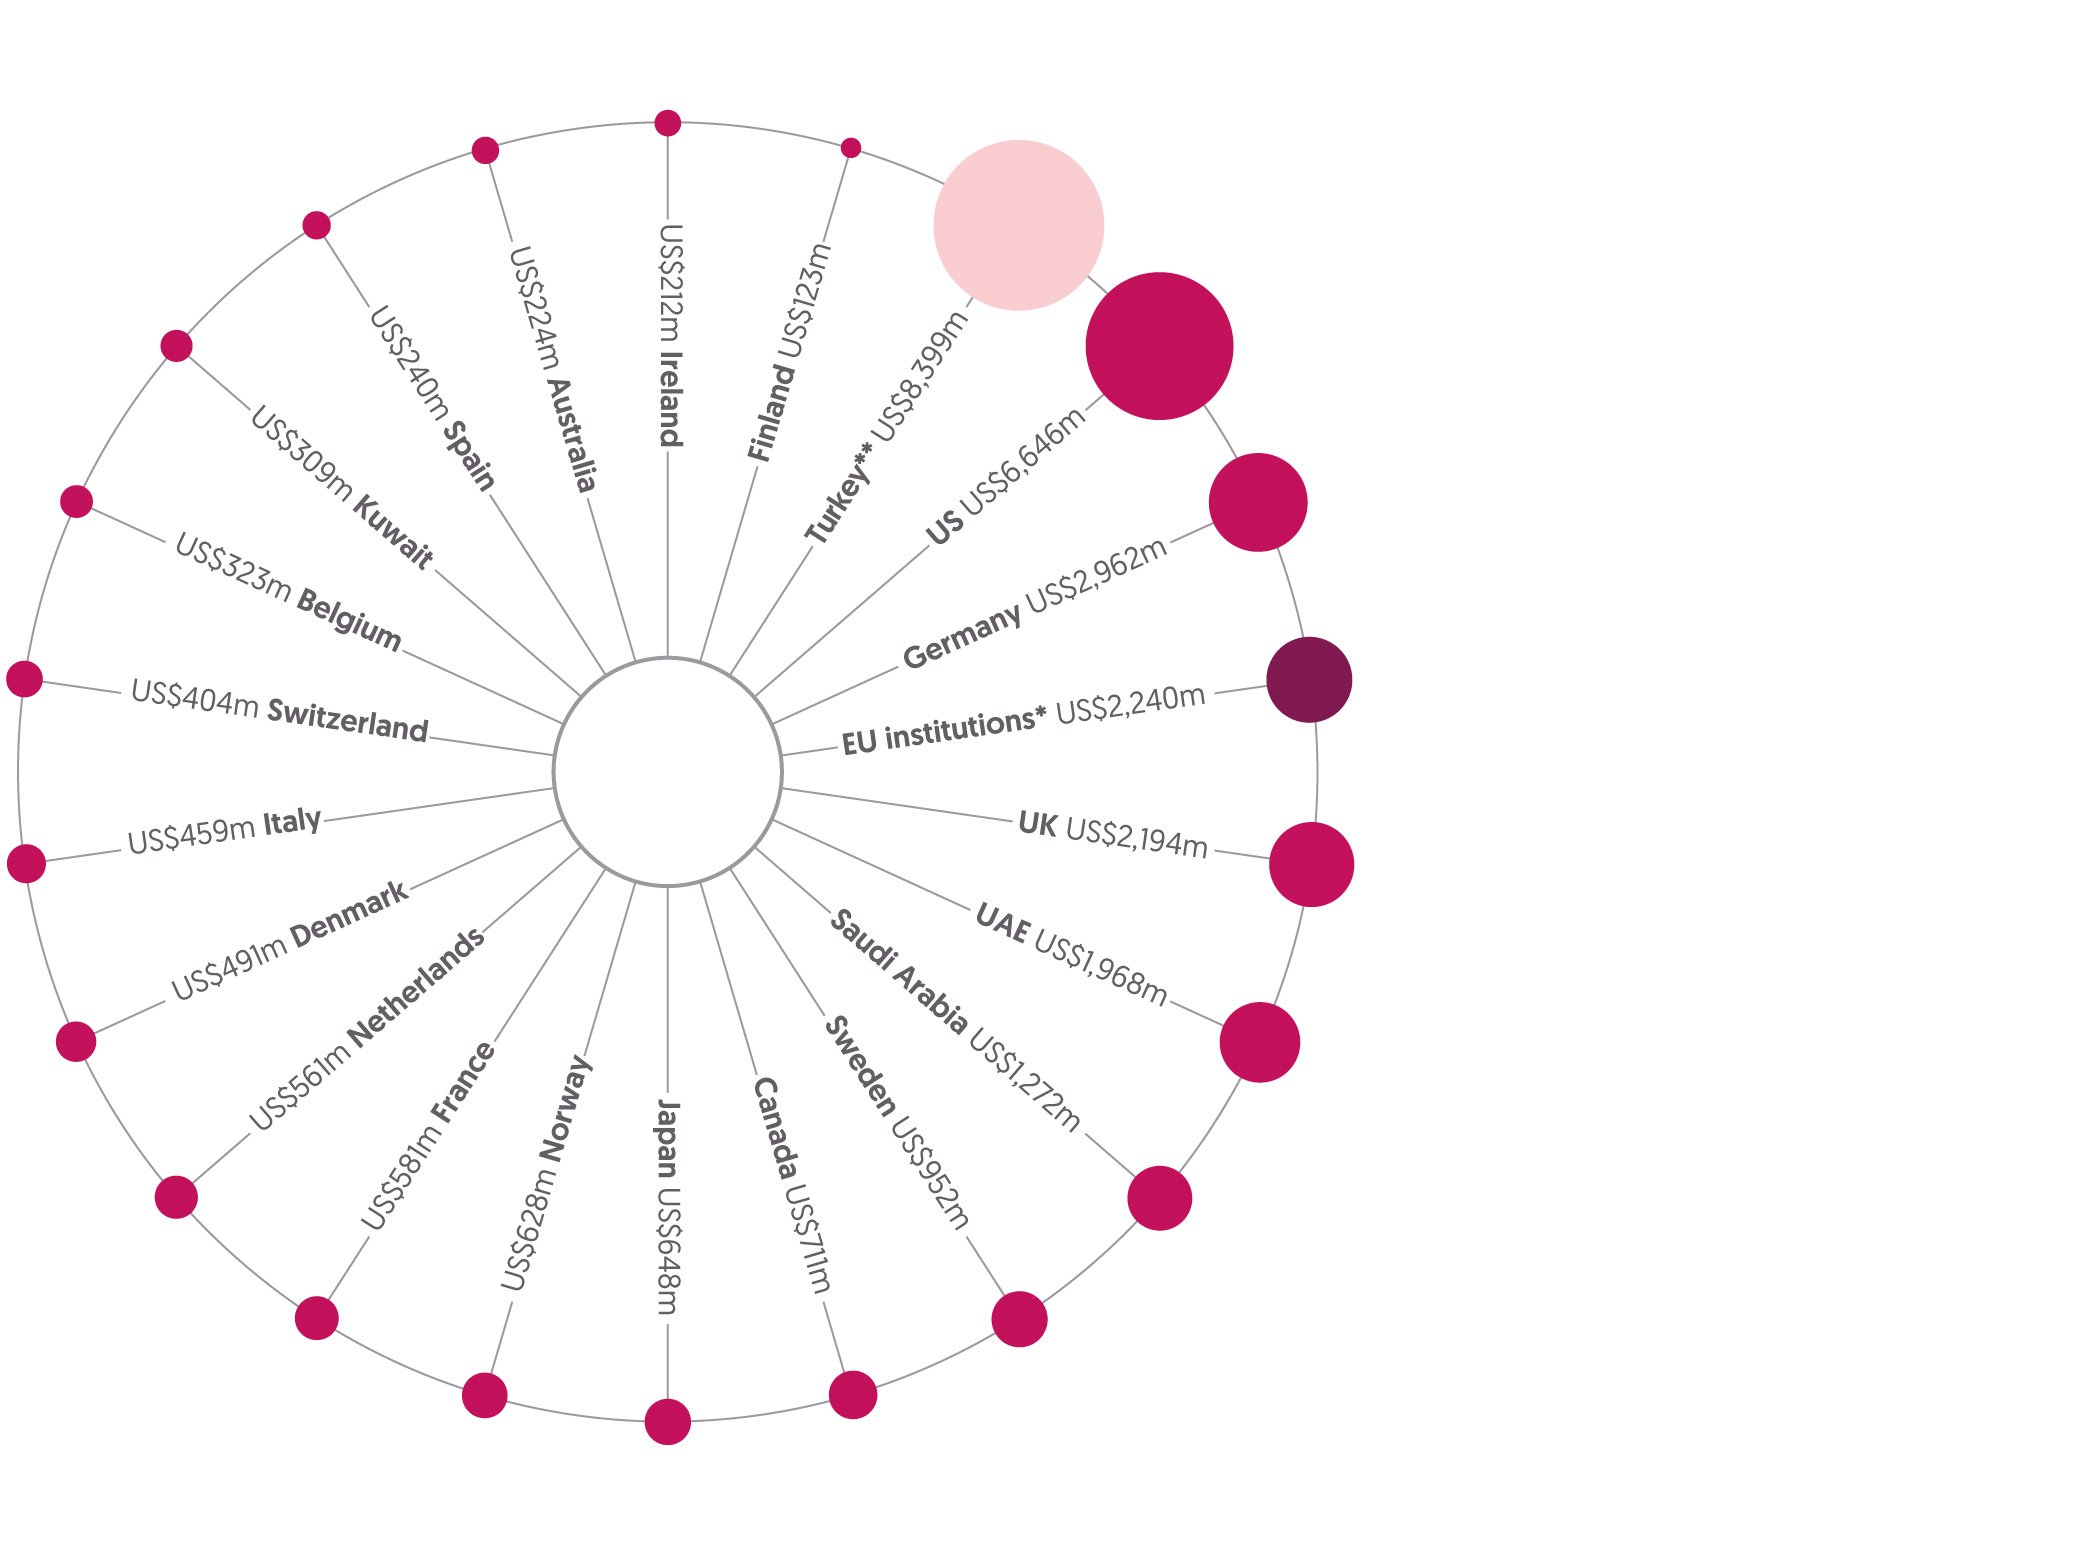 Turkey** US$8,399m
US US$6,646m
Germany US$2,962m
EU institutions* US$2,240m
UK US$2,194m
UAE US$1,968m
Saudi Arabia US$1,272m
Sweden US$952m
Canada US$711m
Japan US$648m
US$628m Norway
US$581m France
US$561m Netherlands
US$491m Denmark
US$459m Italy
US$404m Switzerland
US$323m Belgium
US$309m Kuwait
US$240m Spain
US$224m Australia
US$212m Ireland
Finland US$123m